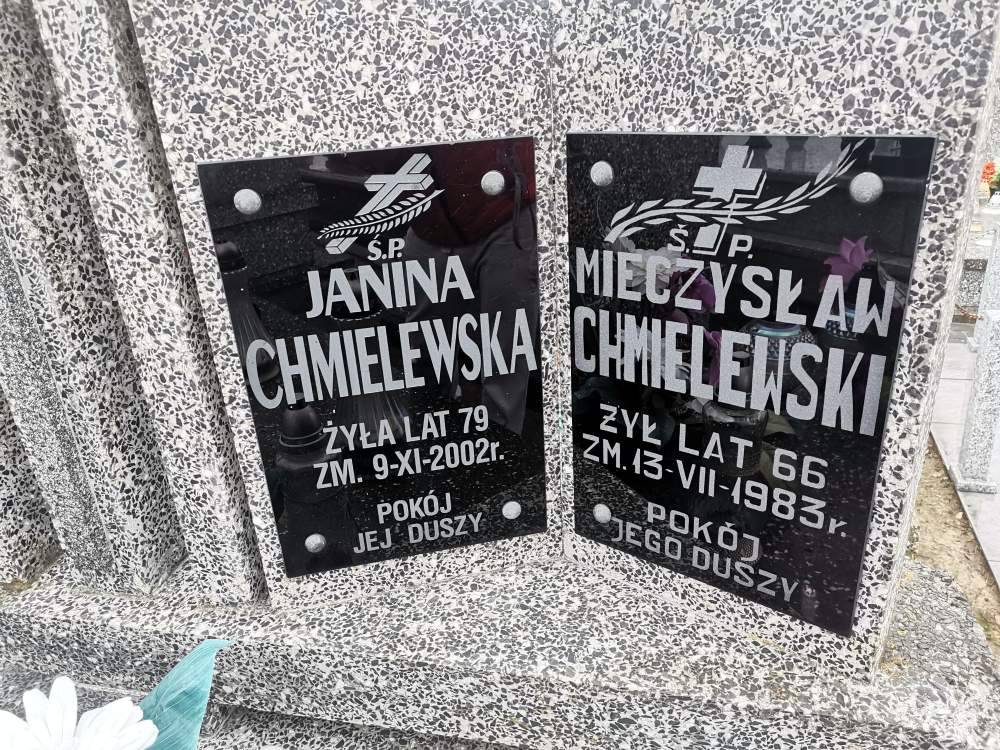 Ś.P.
JANINA
CHMIELEWSKA
ŻYŁA LAT 79
ZM. 9-XI-2002r.
POKÓJ
JEJ DUSZY
Ś. P.
MIECZYSŁAW
CHMIELEWSKI
ŻYŁ LAT 66
ZM. 13-VII-1983r.
POKÓJ
JEGO DUSZY